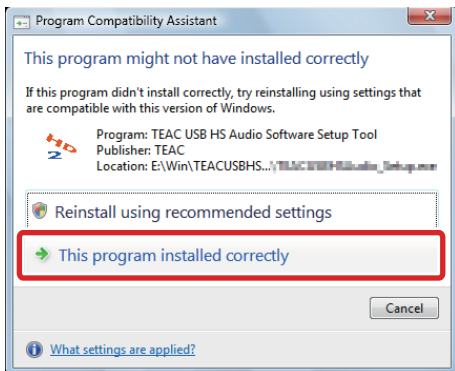 Program Compatibility Assistant
This program might not have installed correctly
If this program didn't install correctly, try reinstalling using settings that
are compatible with this version of Windows.
HD
2
Program: TEAC USB HS Audio Software Setup Tool
Publisher: TEAC
Location: E:\Win\TEACUSBHS...\
Reinstall using recommended settings
This program installed correctly
Cancel
What settings are applied?